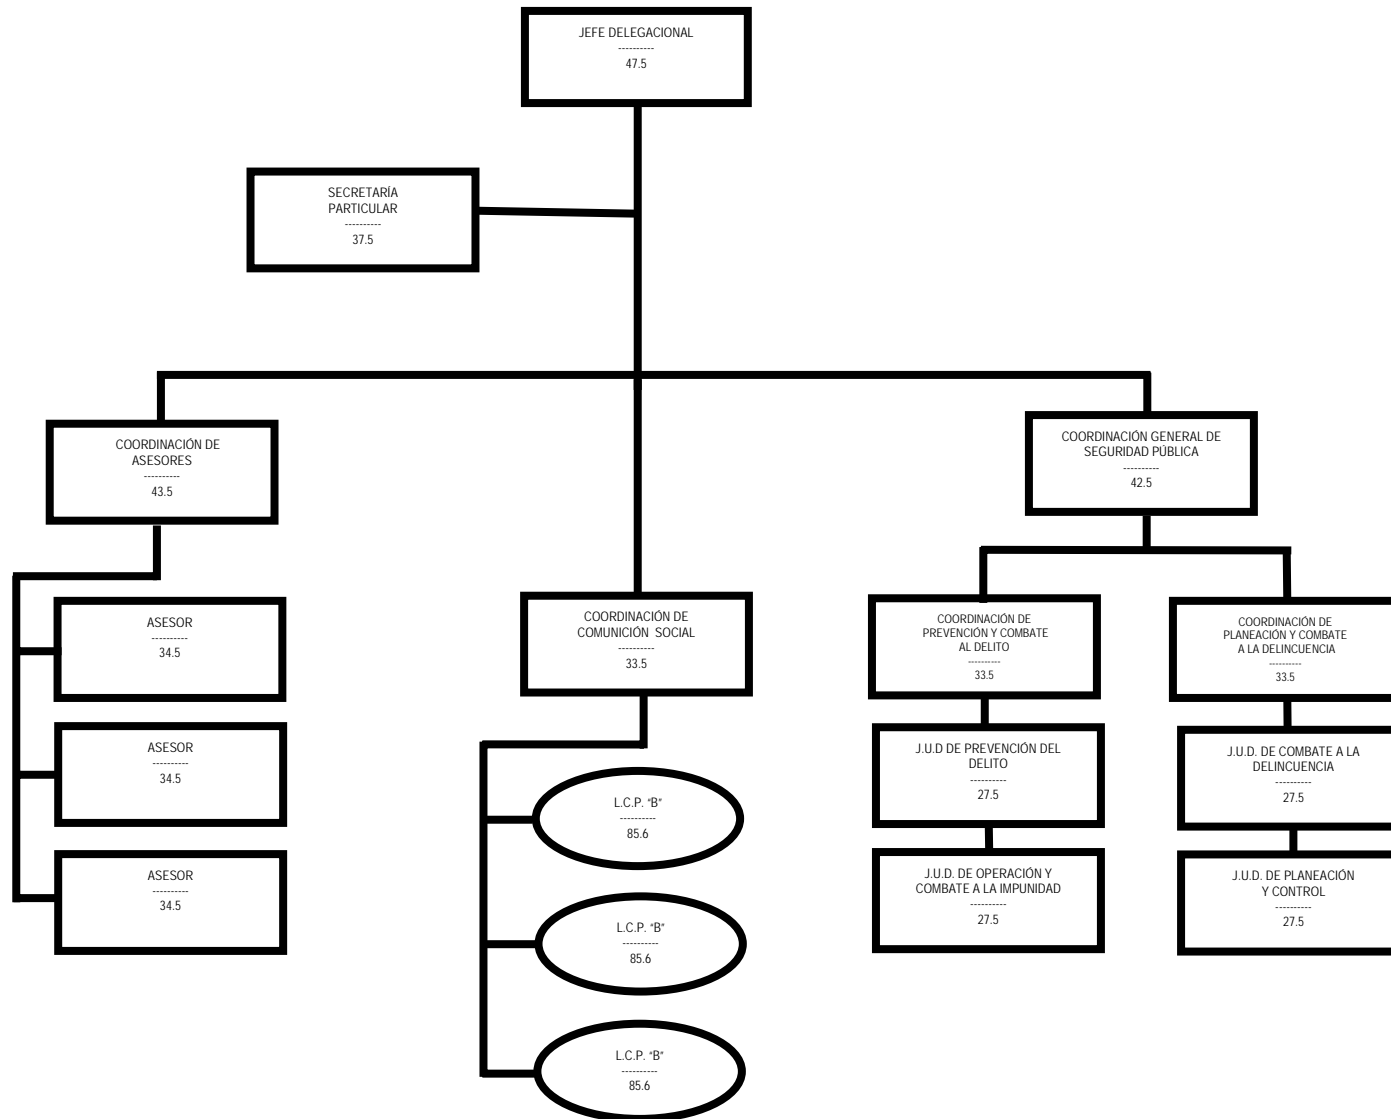 JEFE DELEGACIONAL
----------
47.5
SECRETARÍA
PARTICULAR
----------
37.5
COORDINACIÓN DE
ASESORES
----------
43.5
COORDINACIÓN GENERAL DE
SEGURIDAD PÚBLICA
----------
42.5
ASESOR
----------
34.5
ASESOR
----------
34.5
ASESOR
----------
34.5
COORDINACIÓN DE
COMUNICIÓN SOCIAL
----------
33.5
L.C.P. "B"
----------
85.6
L.C.P. "B"
----------
85.6
L.C.P. "B"
----------
85.6
COORDINACIÓN DE
PREVENCIÓN Y COMBATE
AL DELITO
----------
33.5
J.U.D DE PREVENCIÓN DEL
DELITO
----------
27.5
J.U.D. DE OPERACIÓN Y
COMBATE A LA IMPUNIDAD
----------
27.5
COORDINACIÓN DE
PLANEACIÓN Y COMBATE
A LA DELINCUENCIA
----------
33.5
J.U.D. DE COMBATE A LA
DELINCUENCIA
----------
27.5
J.U.D. DE PLANEACIÓN
Y CONTROL
----------
27.5